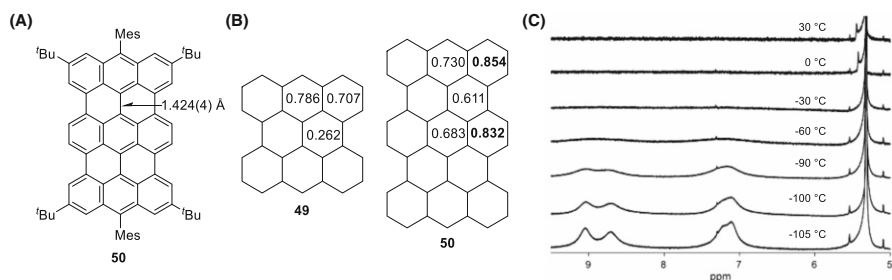 (A)
Mes
tBu
tBu
1.424(4) Å
tBu
tBu
Mes
50
(B)
0.786
0.707
0.262
49
0.730
0.854
0.611
0.683
0.832
50
(C)
30 °C
0 °C
-30 °C
-60 °C
-90 °C
-100 °C
-105 °C
9
8
7
6
5
ppm